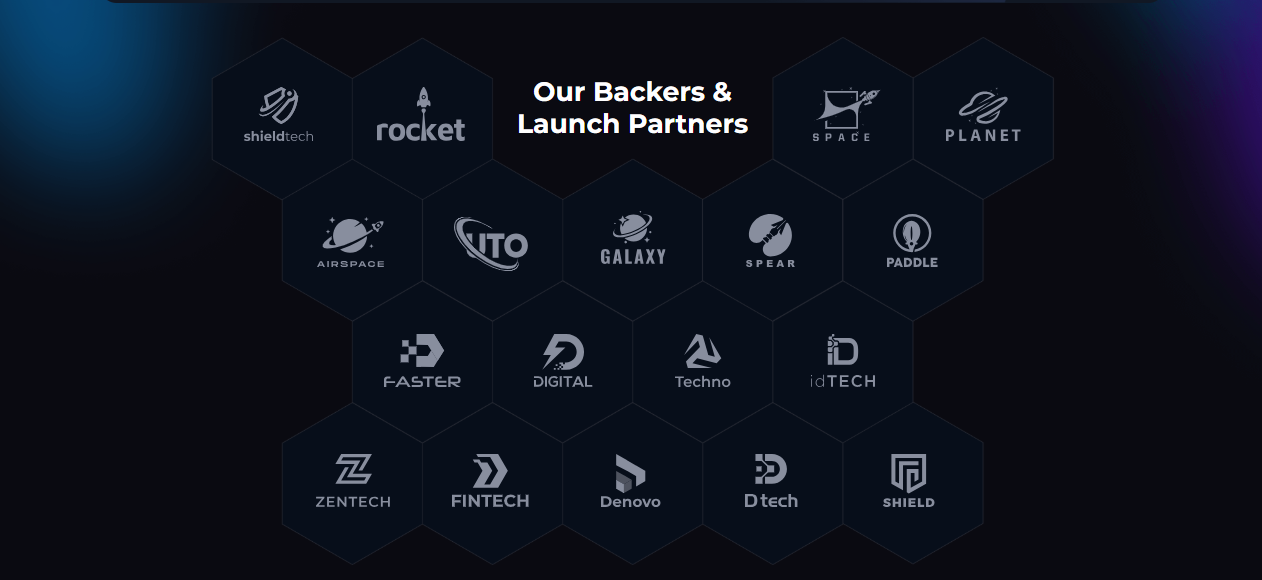 Our Backers &
Launch Partners
shieldtech
rocket
SPACE
PLANET
AIRSPACE
UTO
GALAXY
SPEAR
PADDLE
FASTER
DIGITAL
Techno
idTECH
ZENTECH
FINTECH
Denovo
D tech
SHIELD